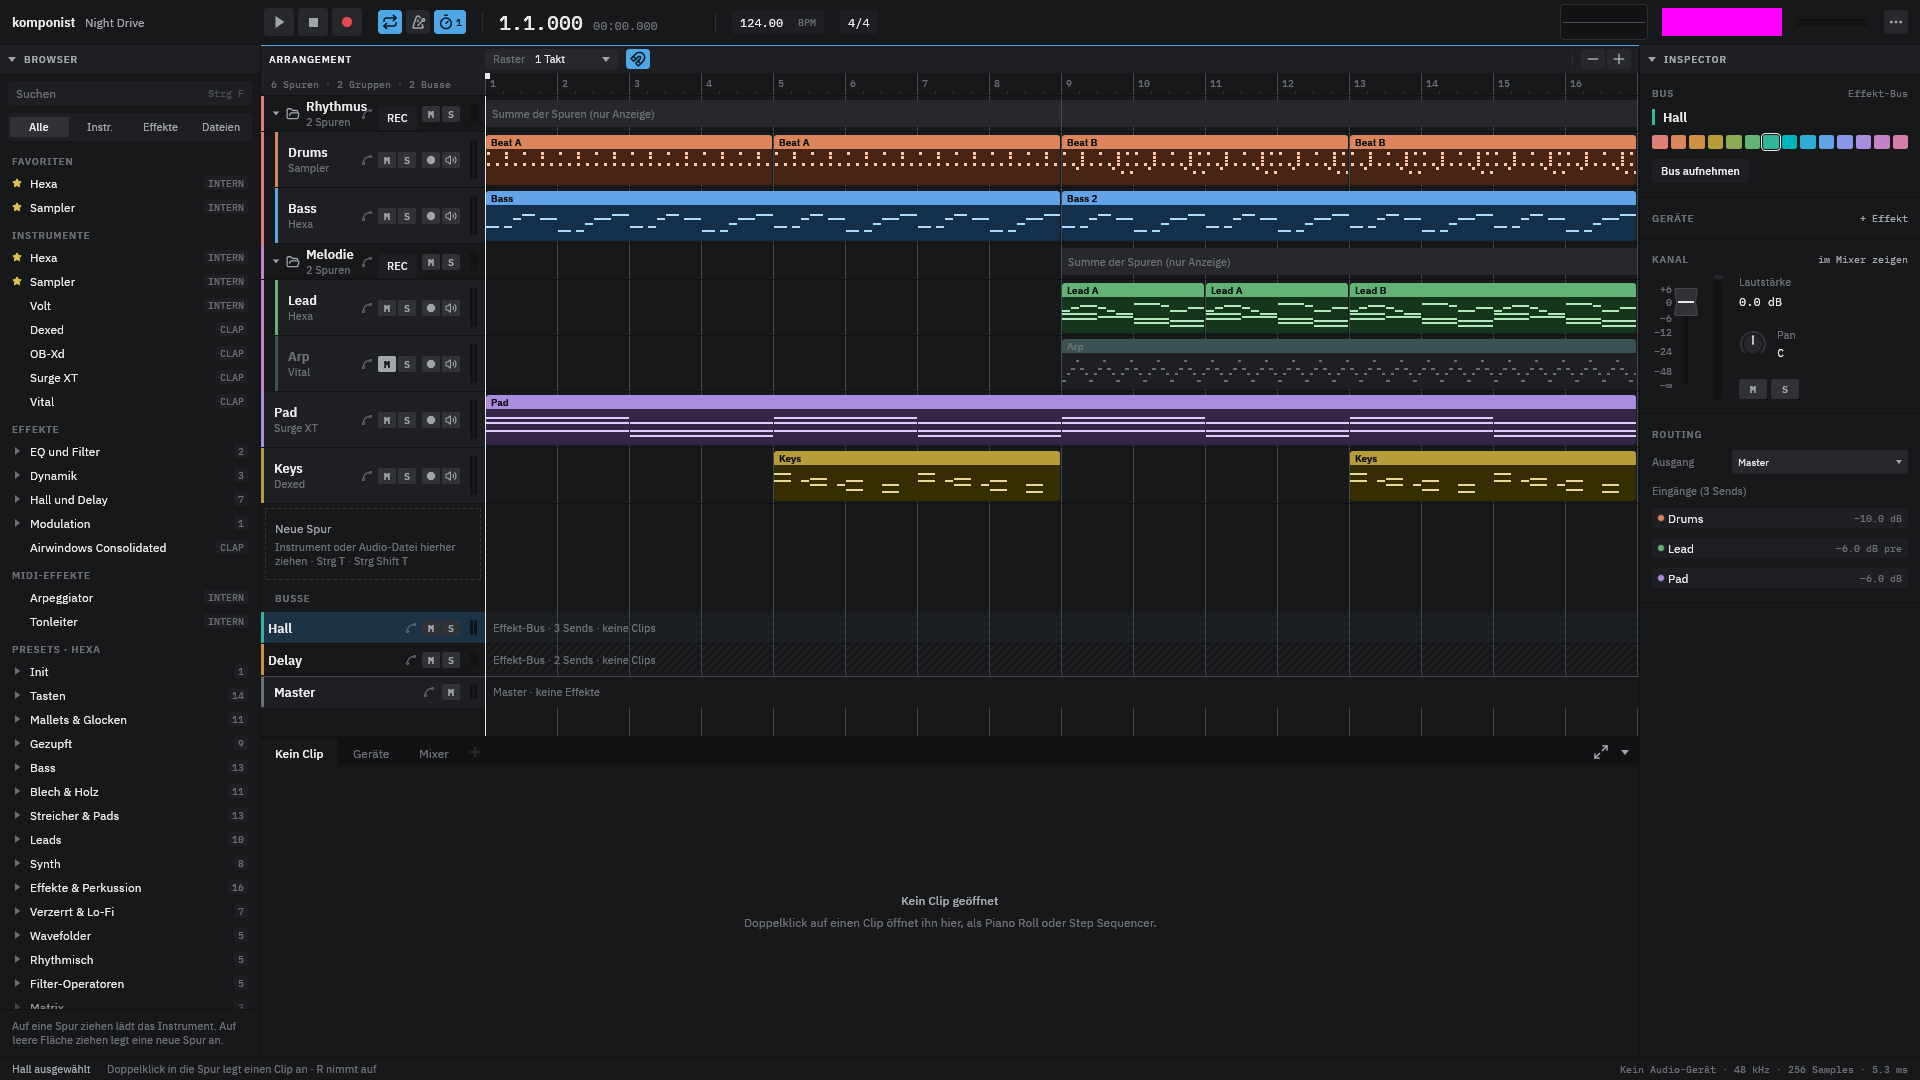 komponist Night Drive
1
1.1.000 00:00.000
124.00 BPM
4/4
BROWSER
Suchen Strg F
Alle Instr. Effekte Dateien
FAVORITEN
Hexa INTERN
Sampler INTERN
INSTRUMENTE
Hexa INTERN
Sampler INTERN
Volt INTERN
Dexed CLAP
OB-Xd CLAP
Surge XT CLAP
Vital CLAP
EFFEKTE
EQ und Filter 2
Dynamik 3
Hall und Delay 7
Modulation 1
Airwindows Consolidated CLAP
MIDI-EFFEKTE
Arpeggiator INTERN
Tonleiter INTERN
PRESETS · HEXA
Init 1
Tasten 14
Mallets & Glocken 11
Gezupft 9
Bass 13
Blech & Holz 11
Streicher & Pads 13
Leads 10
Synth 8
Effekte & Perkussion 16
Verzerrt & Lo-Fi 7
Wavefolder 5
Rhythmisch 5
Filter-Operatoren 5
Matrix 3
Auf eine Spur ziehen lädt das Instrument. Auf
leere Fläche ziehen legt eine neue Spur an.
ARRANGEMENT
Raster 1 Takt
6 Spuren · 2 Gruppen · 2 Busse
1 2 3 4 5 6 7 8 9 10 11 12 13 14 15 16
Rhythmus
2 Spuren
REC M S
Summe der Spuren (nur Anzeige)
Drums
Sampler
M S
Beat A Beat A Beat B Beat B
Bass
Hexa
M S
Bass Bass 2
Melodie
2 Spuren
REC M S
Summe der Spuren (nur Anzeige)
Lead
Hexa
M S
Lead A Lead A Lead B
Arp
Vital
M S
Arp
Pad
Surge XT
M S
Pad
Keys
Dexed
M S
Keys Keys
Neue Spur
Instrument oder Audio-Datei hierher
ziehen · Strg T · Strg Shift T
BUSSE
Hall M S
Effekt-Bus · 3 Sends · keine Clips
Delay M S
Effekt-Bus · 2 Sends · keine Clips
Master M
Master · keine Effekte
Kein Clip Geräte Mixer
Kein Clip geöffnet
Doppelklick auf einen Clip öffnet ihn hier, als Piano Roll oder Step Sequencer.
INSPECTOR
BUS Effekt-Bus
Hall
Bus aufnehmen
GERÄTE + Effekt
KANAL im Mixer zeigen
+6
0
−6
−12
−24
−48
−∞
Lautstärke
0.0 dB
Pan
C
M S
ROUTING
Ausgang Master
Eingänge (3 Sends)
Drums −10.0 dB
Lead −6.0 dB pre
Pad −6.0 dB
Hall ausgewählt Doppelklick in die Spur legt einen Clip an · R nimmt auf
Kein Audio-Gerät · 48 kHz · 256 Samples · 5.3 ms